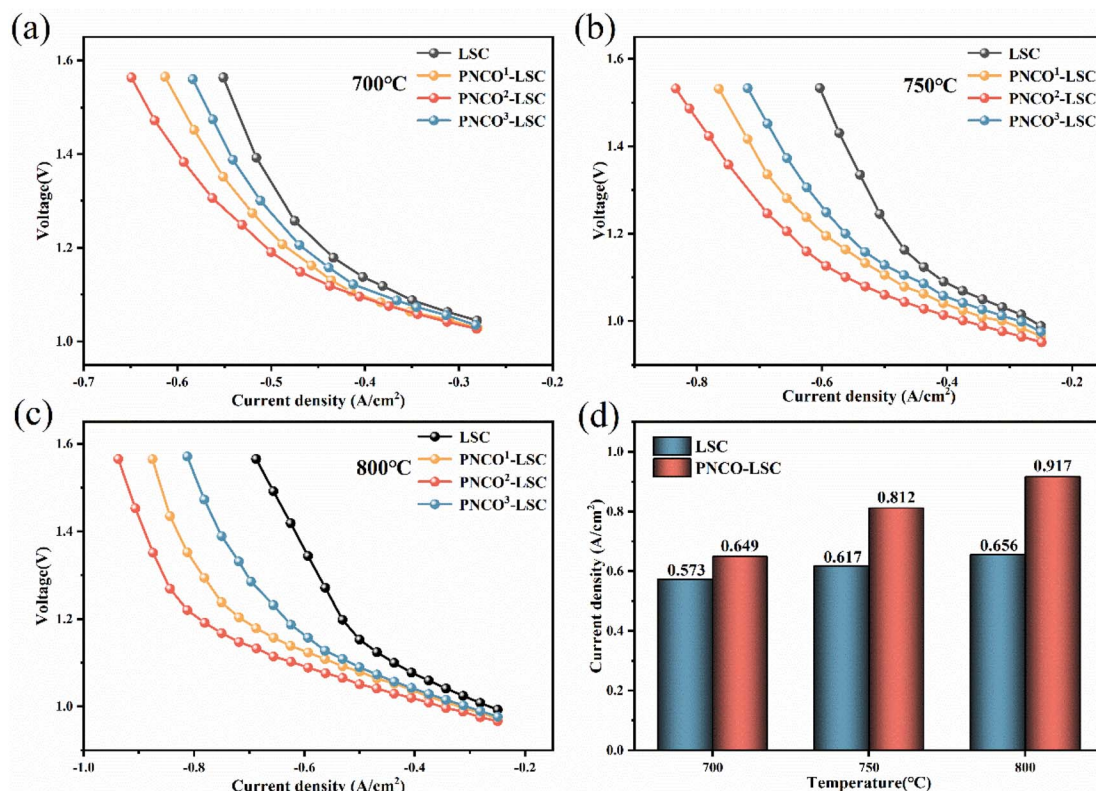 (a)
1.6
1.4
1.2
1.0
Voltage(V)
-0.7 -0.6 -0.5 -0.4 -0.3 -0.2
Current density (A/cm²)
700°C
LSC
PNCO¹-LSC
PNCO²-LSC
PNCO³-LSC
(b)
1.6
1.4
1.2
1.0
Voltage(V)
-0.8 -0.6 -0.4 -0.2
Current density (A/cm²)
750°C
LSC
PNCO¹-LSC
PNCO²-LSC
PNCO³-LSC
(c)
1.6
1.4
1.2
1.0
Voltage(V)
-1.0 -0.8 -0.6 -0.4 -0.2
Current density (A/cm²)
800°C
LSC
PNCO¹-LSC
PNCO²-LSC
PNCO³-LSC
(d)
1.0
0.8
0.6
0.4
0.2
0.0
Current density (A/cm²)
LSC
PNCO-LSC
0.573 0.649 0.617 0.812 0.656 0.917
700 750 800
Temperature(°C)